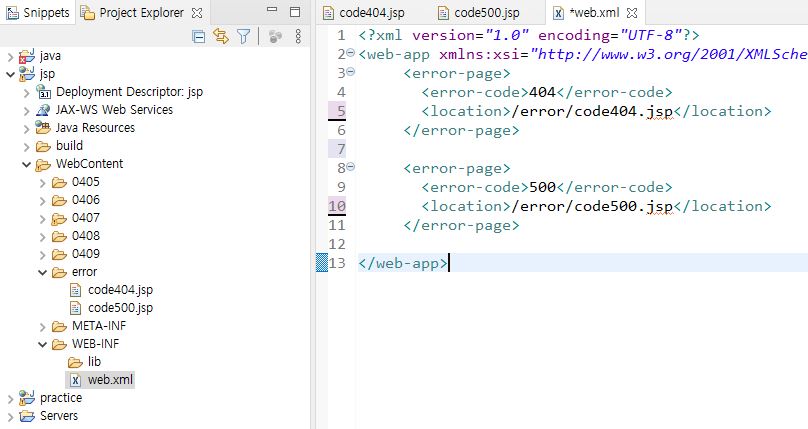 Snippets
Project Explorer
java
jsp
Deployment Descriptor: jsp
JAX-WS Web Services
Java Resources
build
WebContent
0405
0406
0407
0408
0409
error
code404.jsp
code500.jsp
META-INF
WEB-INF
lib
web.xml
practice
Servers
code404.jsp
code500.jsp
*web.xml
1 <?xml version="1.0" encoding="UTF-8"?>
2 <web-app xmlns:xsi="http://www.w3.org/2001/XMLSche
3 <error-page>
4 <error-code>404</error-code>
5 <location>/error/code404.jsp</location>
6 </error-page>
7
8 <error-page>
9 <error-code>500</error-code>
10 <location>/error/code500.jsp</location>
11 </error-page>
12
13 </web-app>